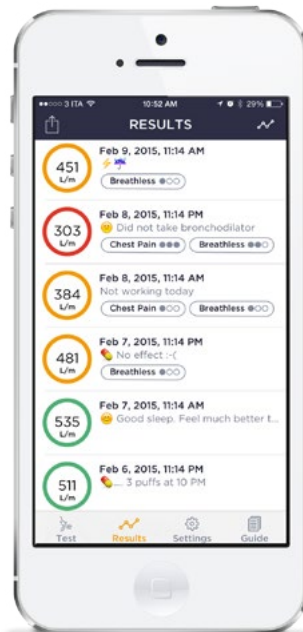 3 ITA 10:52 AM 29%
RESULTS
451
L/m
Feb 9, 2015, 11:14 AM
⚡☔
Breathless
303
L/m
Feb 8, 2015, 11:14 PM
Did not take bronchodilator
Chest Pain Breathless
384
L/m
Feb 8, 2015, 11:14 AM
Not working today
Chest Pain Breathless
481
L/m
Feb 7, 2015, 11:14 PM
💊 No effect :-(
Breathless
535
L/m
Feb 7, 2015, 11:14 AM
Good sleep. Feel much better t...
511
L/m
Feb 6, 2015, 11:14 PM
💊.... 3 puffs at 10 PM
Test Results Settings Guide